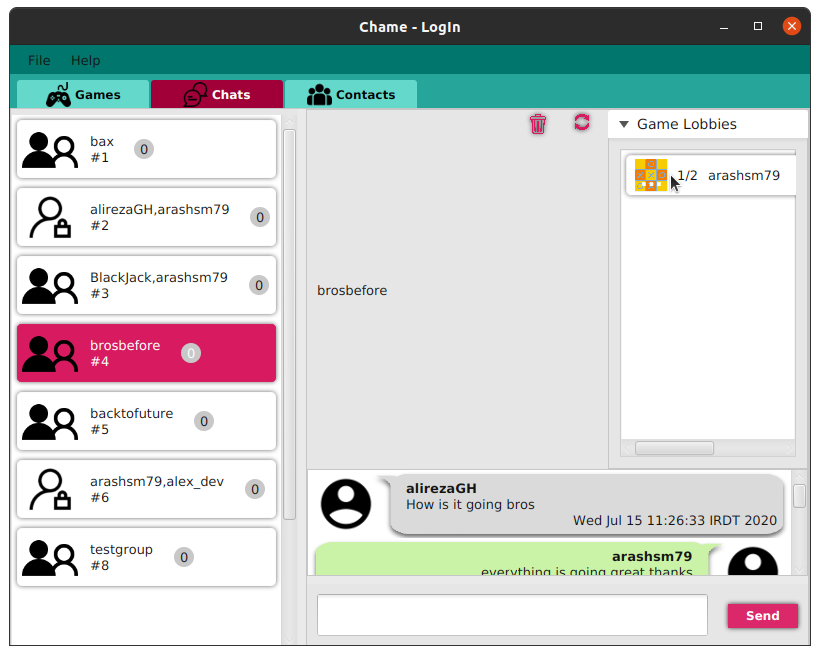 Chame - LogIn
File Help
Games Chats Contacts
bax
#1
0
alirezaGH,arashsm79
#2
0
BlackJack,arashsm79
#3
0
brosbefore
#4
0
backtofuture
#5
0
arashsm79,alex_dev
#6
0
testgroup
#8
0
brosbefore
Game Lobbies
1/2 arashsm79
alirezaGH
How is it going bros
Wed Jul 15 11:26:33 IRDT 2020
arashsm79
everything is going great thanks
Send